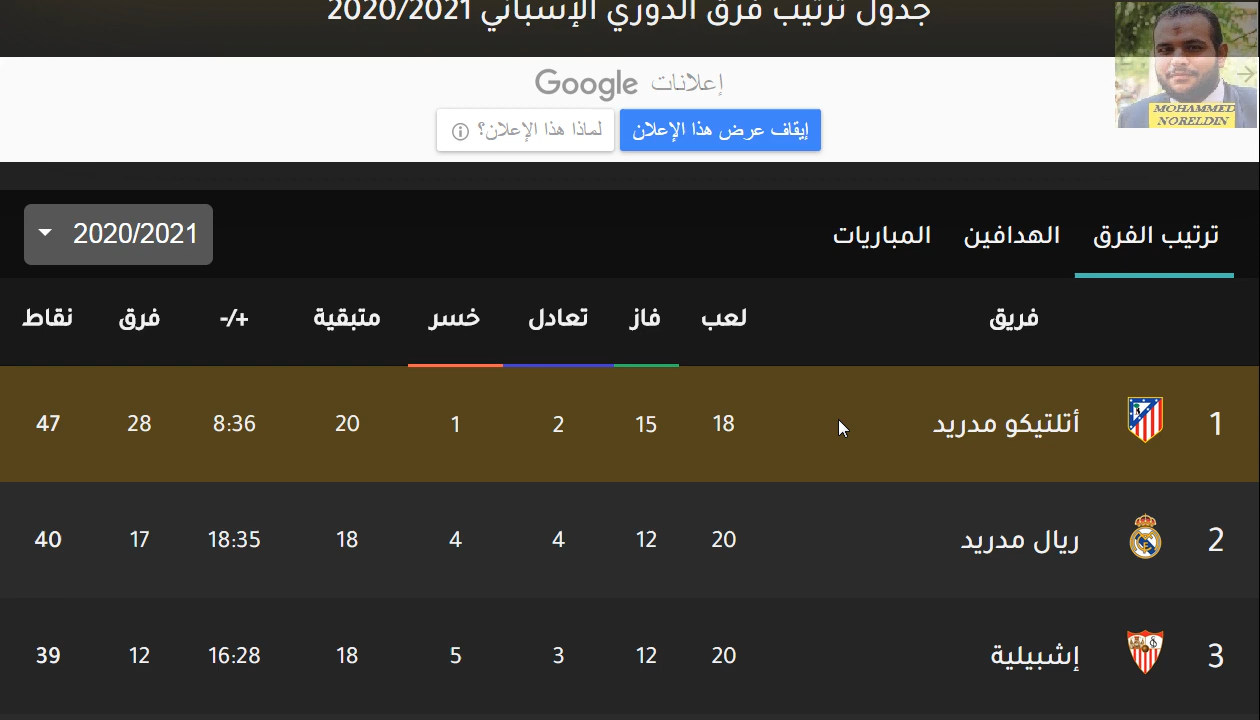 جدول ترتيب فرق الدوري الإسباني 2020/2021
MOHAMMED
NORELDIN
إعلانات Google
إيقاف عرض هذا الإعلان لماذا هذا الإعلان؟
ترتيب الفرق الهدافين المباريات 2020/2021
فريق لعب فاز تعادل خسر متبقية +/- فرق نقاط
1 أتلتيكو مدريد 18 15 2 1 20 8:36 28 47
2 ريال مدريد 20 12 4 4 18 18:35 17 40
3 إشبيلية 20 12 3 5 18 16:28 12 39